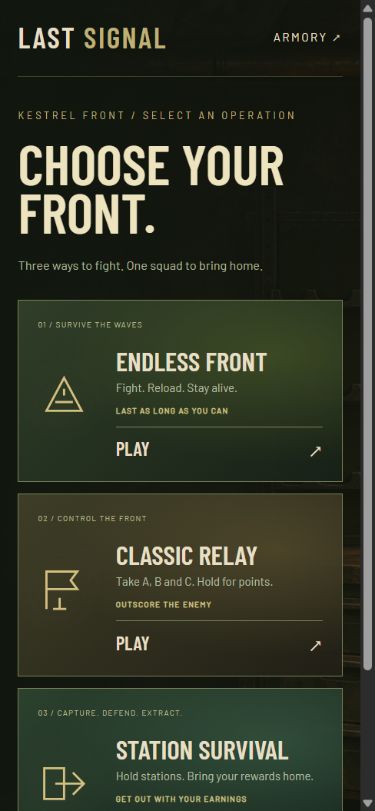 LAST SIGNAL
ARMORY ↗
KESTREL FRONT / SELECT AN OPERATION
CHOOSE YOUR
FRONT.
Three ways to fight. One squad to bring home.
01 / SURVIVE THE WAVES
ENDLESS FRONT
Fight. Reload. Stay alive.
LAST AS LONG AS YOU CAN
PLAY ↗
02 / CONTROL THE FRONT
CLASSIC RELAY
Take A, B and C. Hold for points.
OUTSCORE THE ENEMY
PLAY ↗
03 / CAPTURE. DEFEND. EXTRACT.
STATION SURVIVAL
Hold stations. Bring your rewards home.
GET OUT WITH YOUR EARNINGS